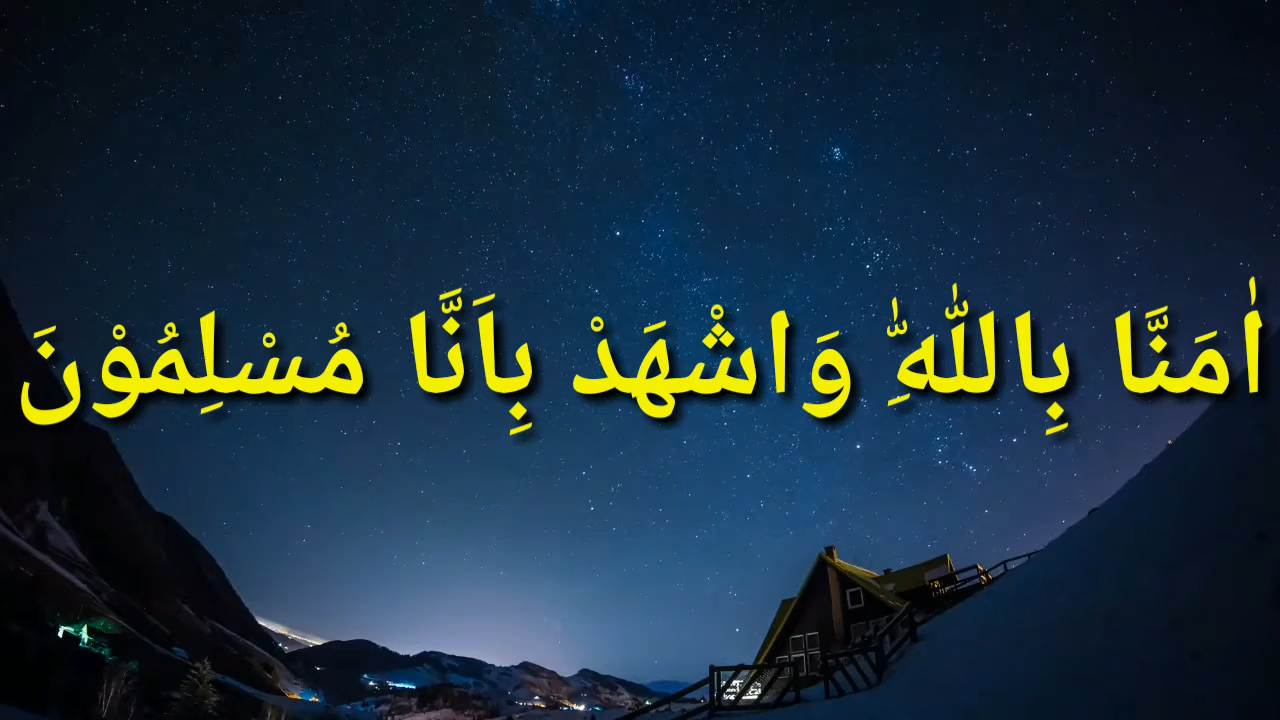 اٰمَنَّا بِاللّٰهِ ۚ وَاشْهَدْ بِاَنَّا مُسْلِمُوْنَ